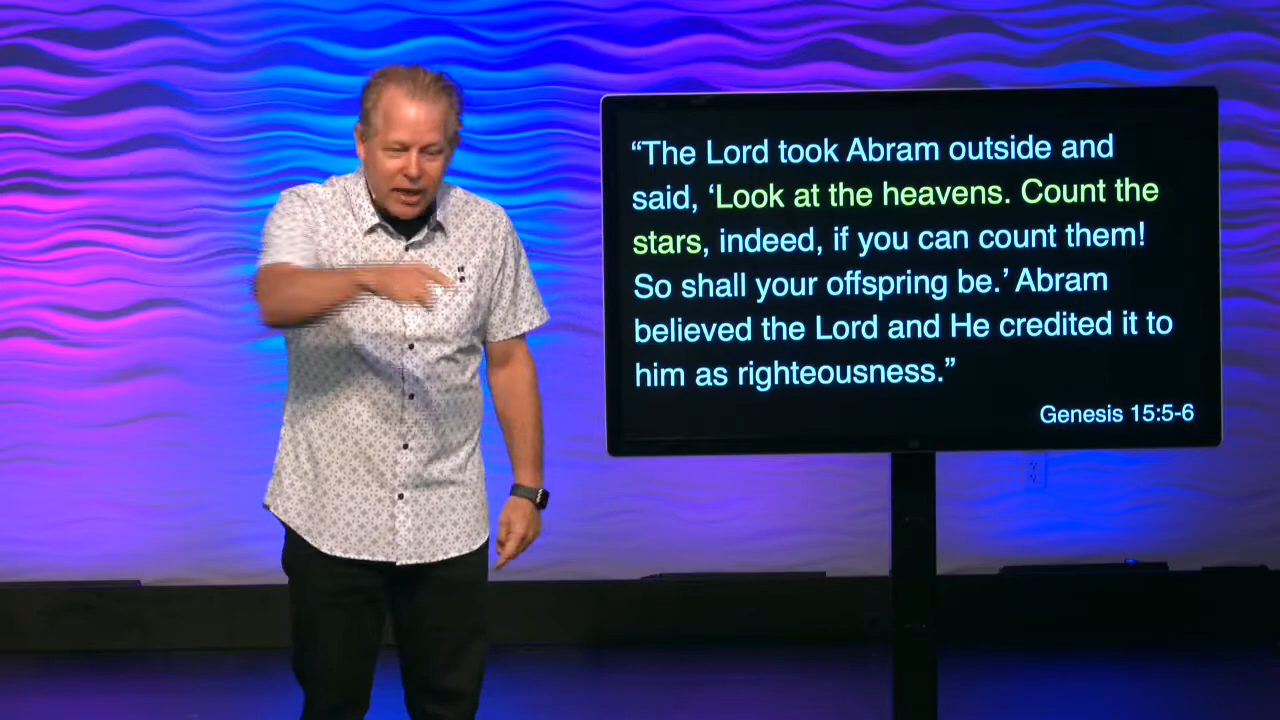 “The Lord took Abram outside and
said, ‘Look at the heavens. Count the
stars, indeed, if you can count them!
So shall your offspring be.’ Abram
believed the Lord and He credited it to
him as righteousness.”
Genesis 15:5-6